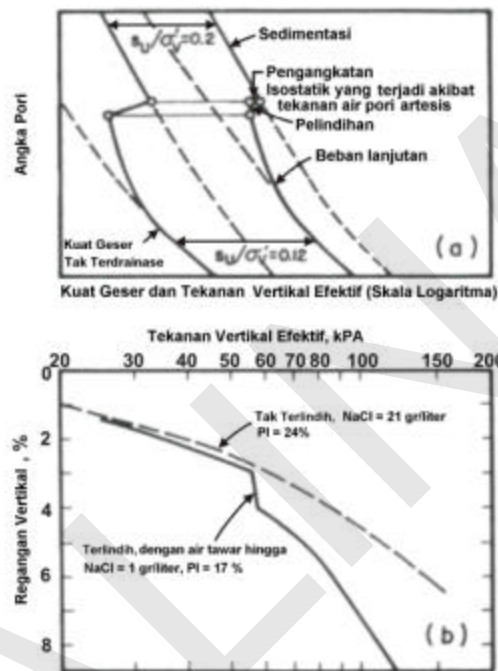 Angka Pori
su/σ'v=0.2
Sedimentasi
Pengangkatan
Isostatik yang terjadi akibat
tekanan air pori artesis
Pelindihan
Beban lanjutan
Kuat Geser
Tak Terdrainase
su/σ'v=0.12
(a)
Kuat Geser dan Tekanan Vertikal Efektif (Skala Logaritma)
Tekanan Vertikal Efektif, kPa
20 30 40 50 60 70 80 100 150 200
0
2
4
6
8
Regangan Vertikal , %
Tak Terlindih, NaCl = 21 gr/liter
PI = 24%
Terlindih, dengan air tawar hingga
NaCl = 1 gr/liter, PI = 17 %
(b)